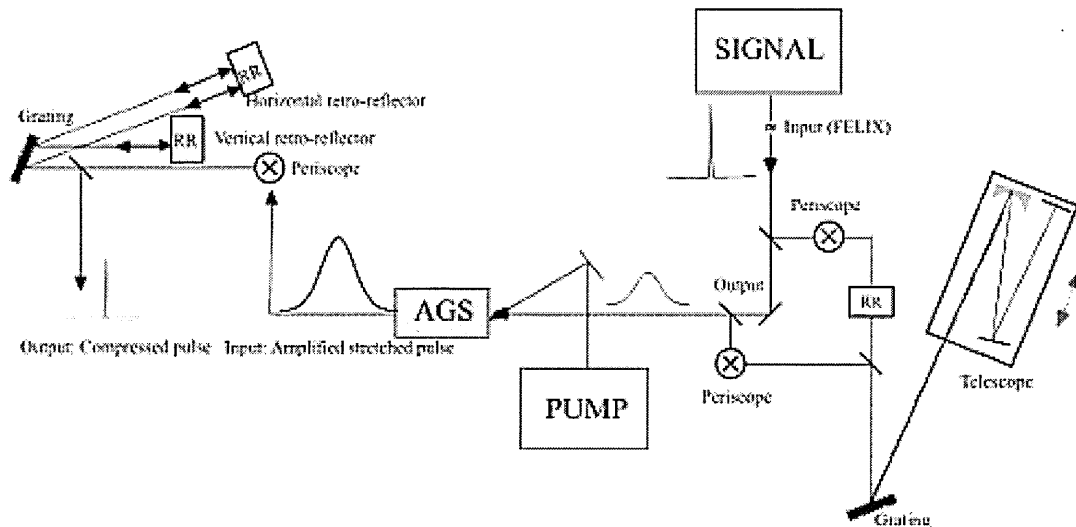 SIGNAL
Input (FELIX)
RR
Horizontal retro-reflector
Grating
RR
Vertical retro-reflector
Periscope
Periscope
RR
Output
AGS
Output: Compressed pulse
Input: Amplified stretched pulse
PUMP
Periscope
Telescope
Grating